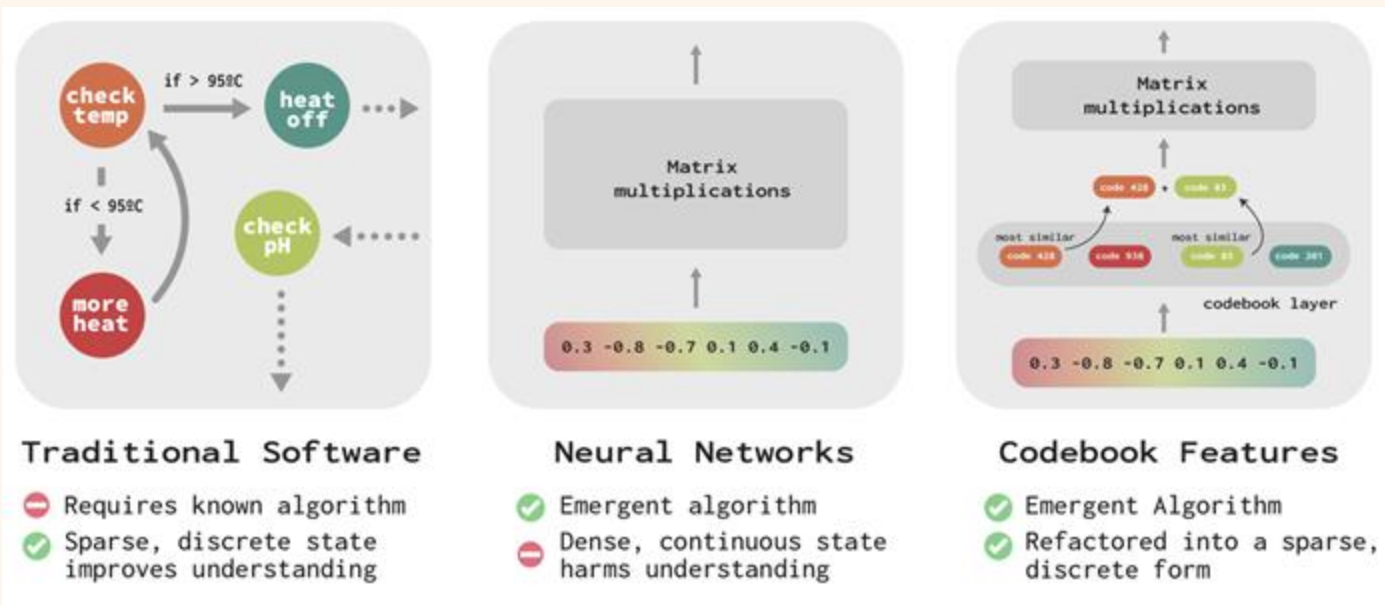 check
temp
if > 95ºC
heat
off
if < 95ºC
check
pH
more
heat
Traditional Software
Requires known algorithm
Sparse, discrete state
improves understanding
Matrix
multiplications
0.3 -0.8 -0.7 0.1 0.4 -0.1
Neural Networks
Emergent algorithm
Dense, continuous state
harms understanding
Matrix
multiplications
code 428 + code 83
most similar most similar
code 428 code 936 code 83 code 201
codebook layer
0.3 -0.8 -0.7 0.1 0.4 -0.1
Codebook Features
Emergent Algorithm
Refactored into a sparse,
discrete form